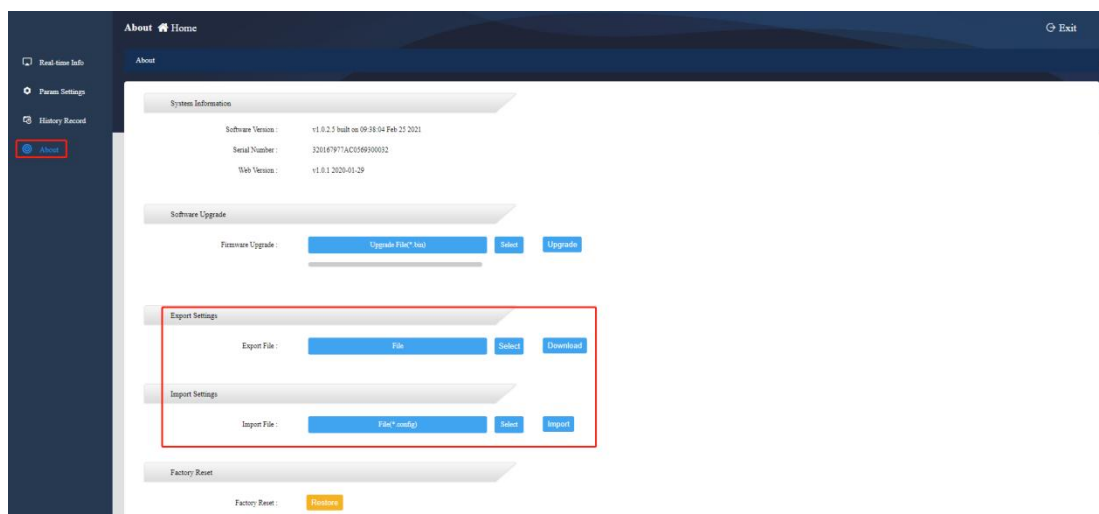 About Home
Exit
Real-time Info
Param Settings
History Record
About
About
System Information
Software Version : v1.0.2.5 built on 09:38:04 Feb 25 2021
Serial Number : 320167977AC0569300032
Web Version : v1.0.1 2020-01-29
Software Upgrade
Firmware Upgrade : Upgrade File(*.bin) Select Upgrade
Export Settings
Export File : File Select Download
Import Settings
Import File : File(*.config) Select Import
Factory Reset
Factory Reset : Restore